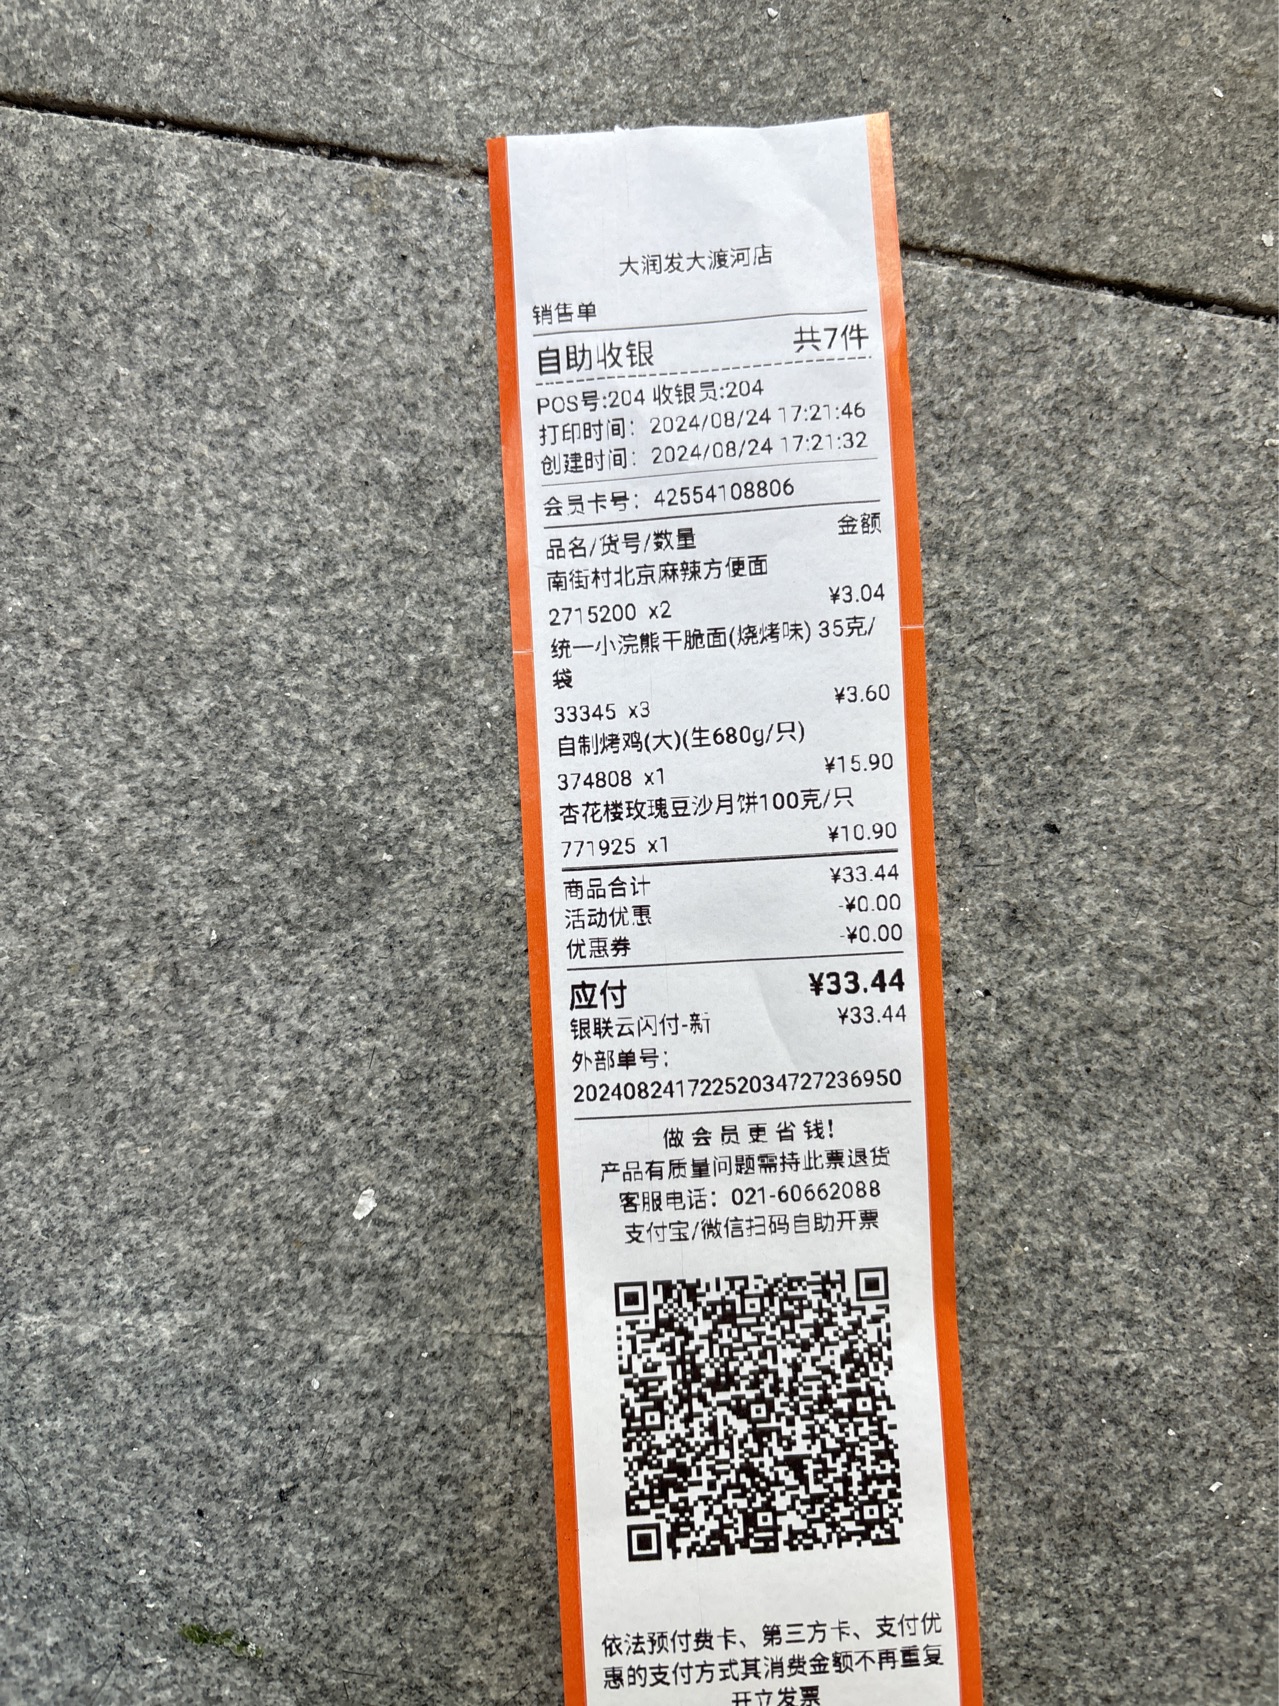 大润发大渡河店
销售单
自助收银 共7件
POS号:204 收银员:204
打印时间: 2024/08/24 17:21:46
创建时间: 2024/08/24 17:21:32
会员卡号: 42554108806
品名/货号/数量 金额
南街村北京麻辣方便面
2715200 x2 ¥3.04
统一小浣熊干脆面(烧烤味) 35克/
袋
33345 x3 ¥3.60
自制烤鸡(大)(生680g/只)
374808 x1 ¥15.90
杏花楼玫瑰豆沙月饼100克/只
771925 x1 ¥10.90
商品合计 ¥33.44
活动优惠 -¥0.00
优惠券 -¥0.00
应付 ¥33.44
银联云闪付-新 ¥33.44
外部单号:
20240824172252034727236950
做会员更省钱!
产品有质量问题需持此票退货
客服电话: 021-60662088
支付宝/微信扫码自助开票
依法预付费卡、第三方卡、支付优
惠的支付方式其消费金额不再重复
开立发票